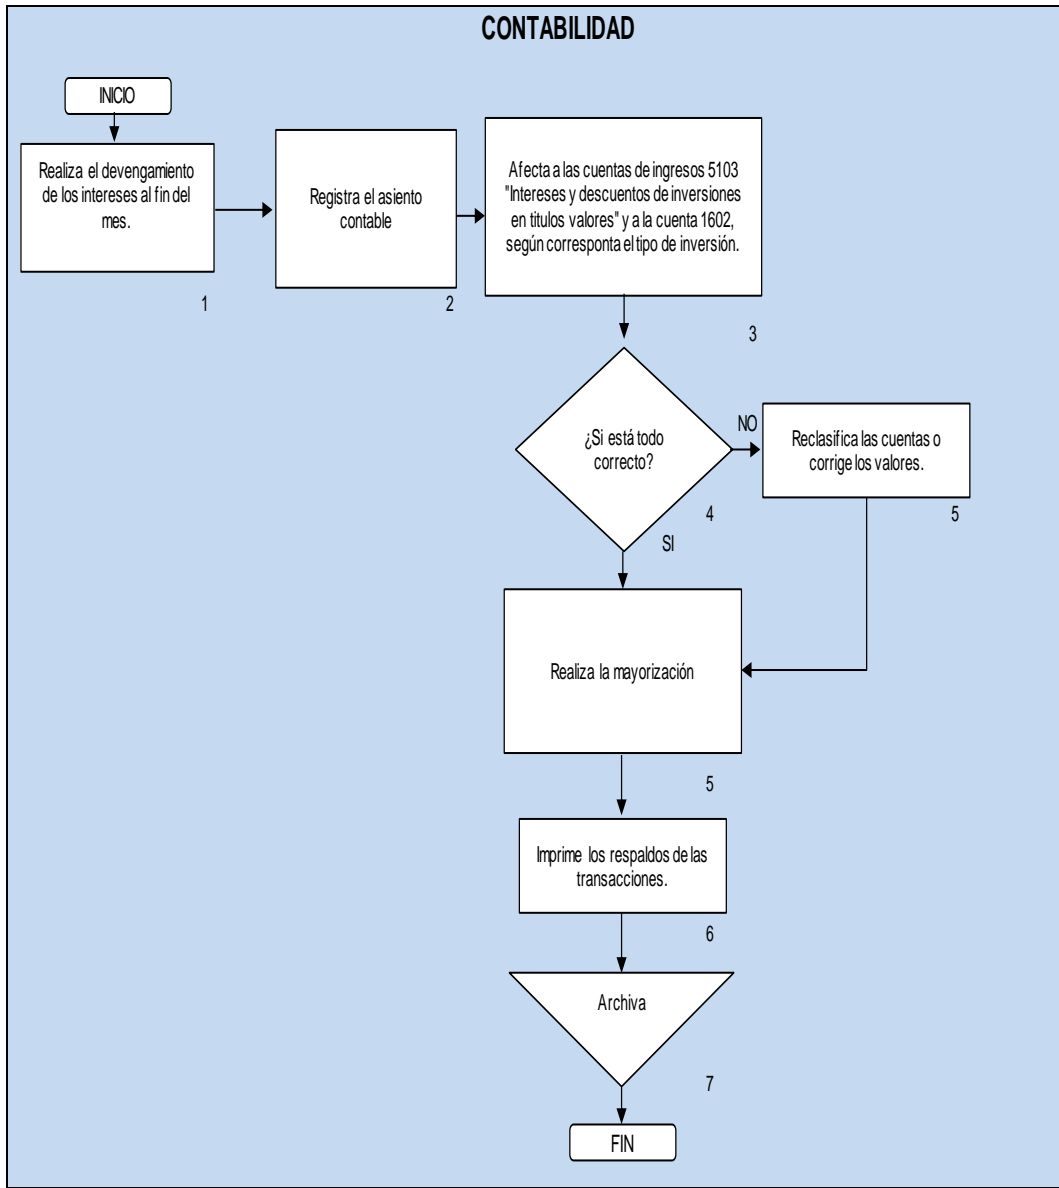 CONTABILIDAD
INICIO
Realiza el devengamiento
de los intereses al fin del
mes.
1
Registra el asiento
contable
2
Afecta a las cuentas de ingresos 5103
"Intereses y descuentos de inversiones
en titulos valores" y a la cuenta 1602,
según corresponta el tipo de inversión.
3
¿Si está todo
correcto?
4
NO
Reclasifica las cuentas o
corrige los valores.
5
SI
Realiza la mayorización
5
Imprime los respaldos de las
transacciones.
6
Archiva
7
FIN